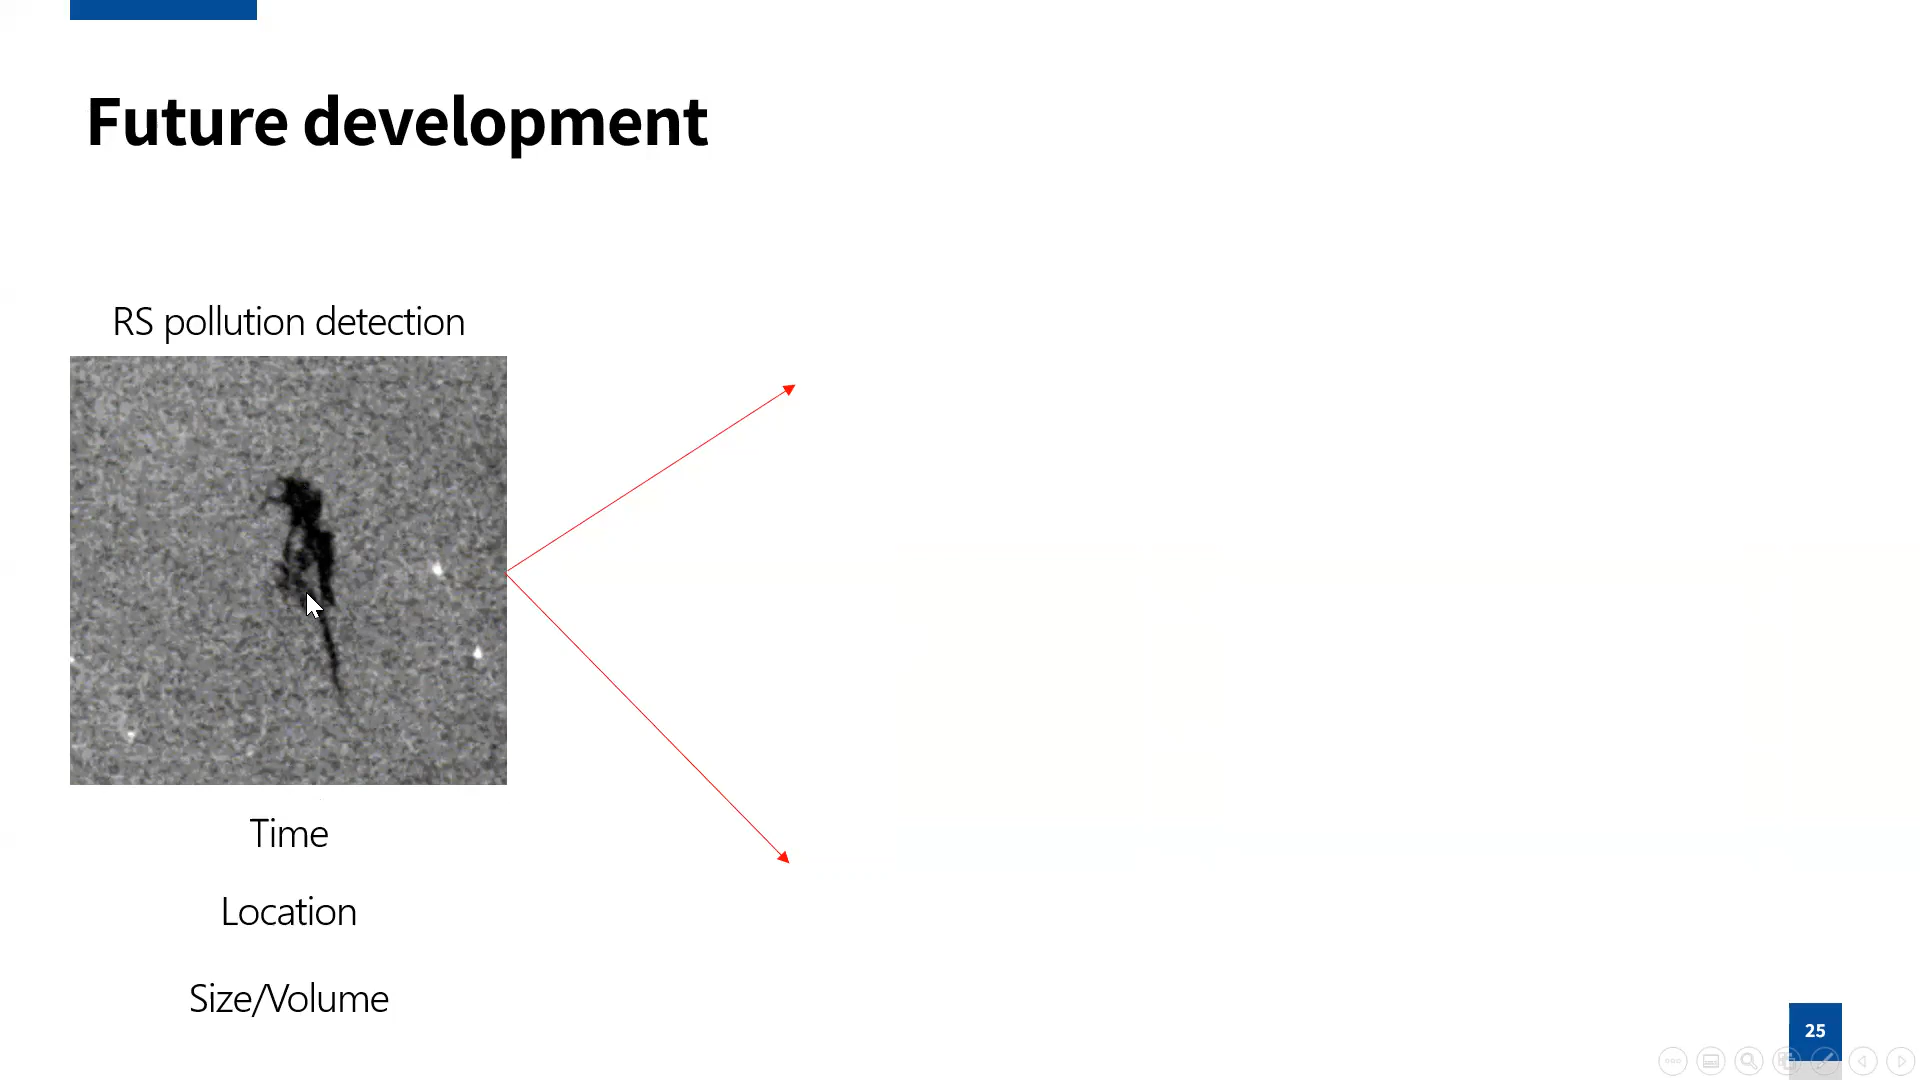 Future development
RS pollution detection
Time
Location
Size/Volume
25